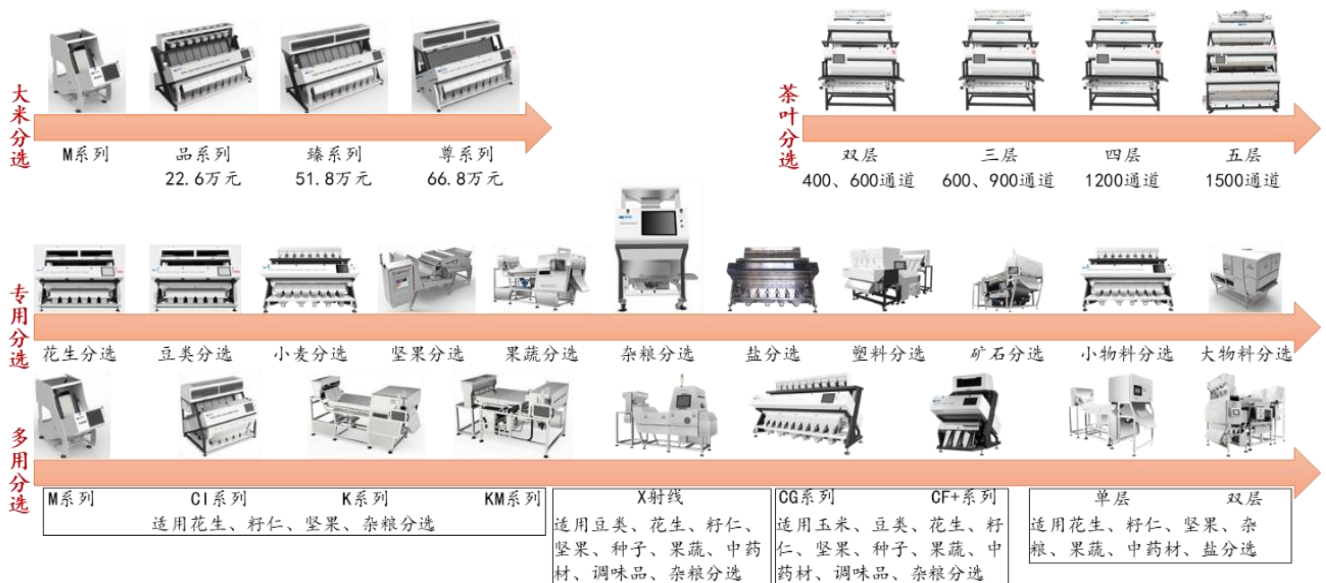 大米分选
M系列 品系列 臻系列 尊系列
22.6万元 51.8万元 66.8万元
茶叶分选
双层 三层 四层 五层
400、600通道 600、900通道 1200通道 1500通道
专用分选
花生分选 豆类分选 小麦分选 坚果分选 果蔬分选 杂粮分选 盐分选 塑料分选 矿石分选 小物料分选 大物料分选
多用分选
M系列 CI系列 K系列 KM系列
适用花生、籽仁、坚果、杂粮分选
X射线
适用豆类、花生、籽仁、
坚果、种子、果蔬、中药
材、调味品、杂粮分选
CG系列 CF+系列
适用玉米、豆类、花生、籽
仁、坚果、种子、果蔬、中
药材、调味品、杂粮分选
单层 双层
适用花生、籽仁、坚果、杂
粮、果蔬、中药材、盐分选